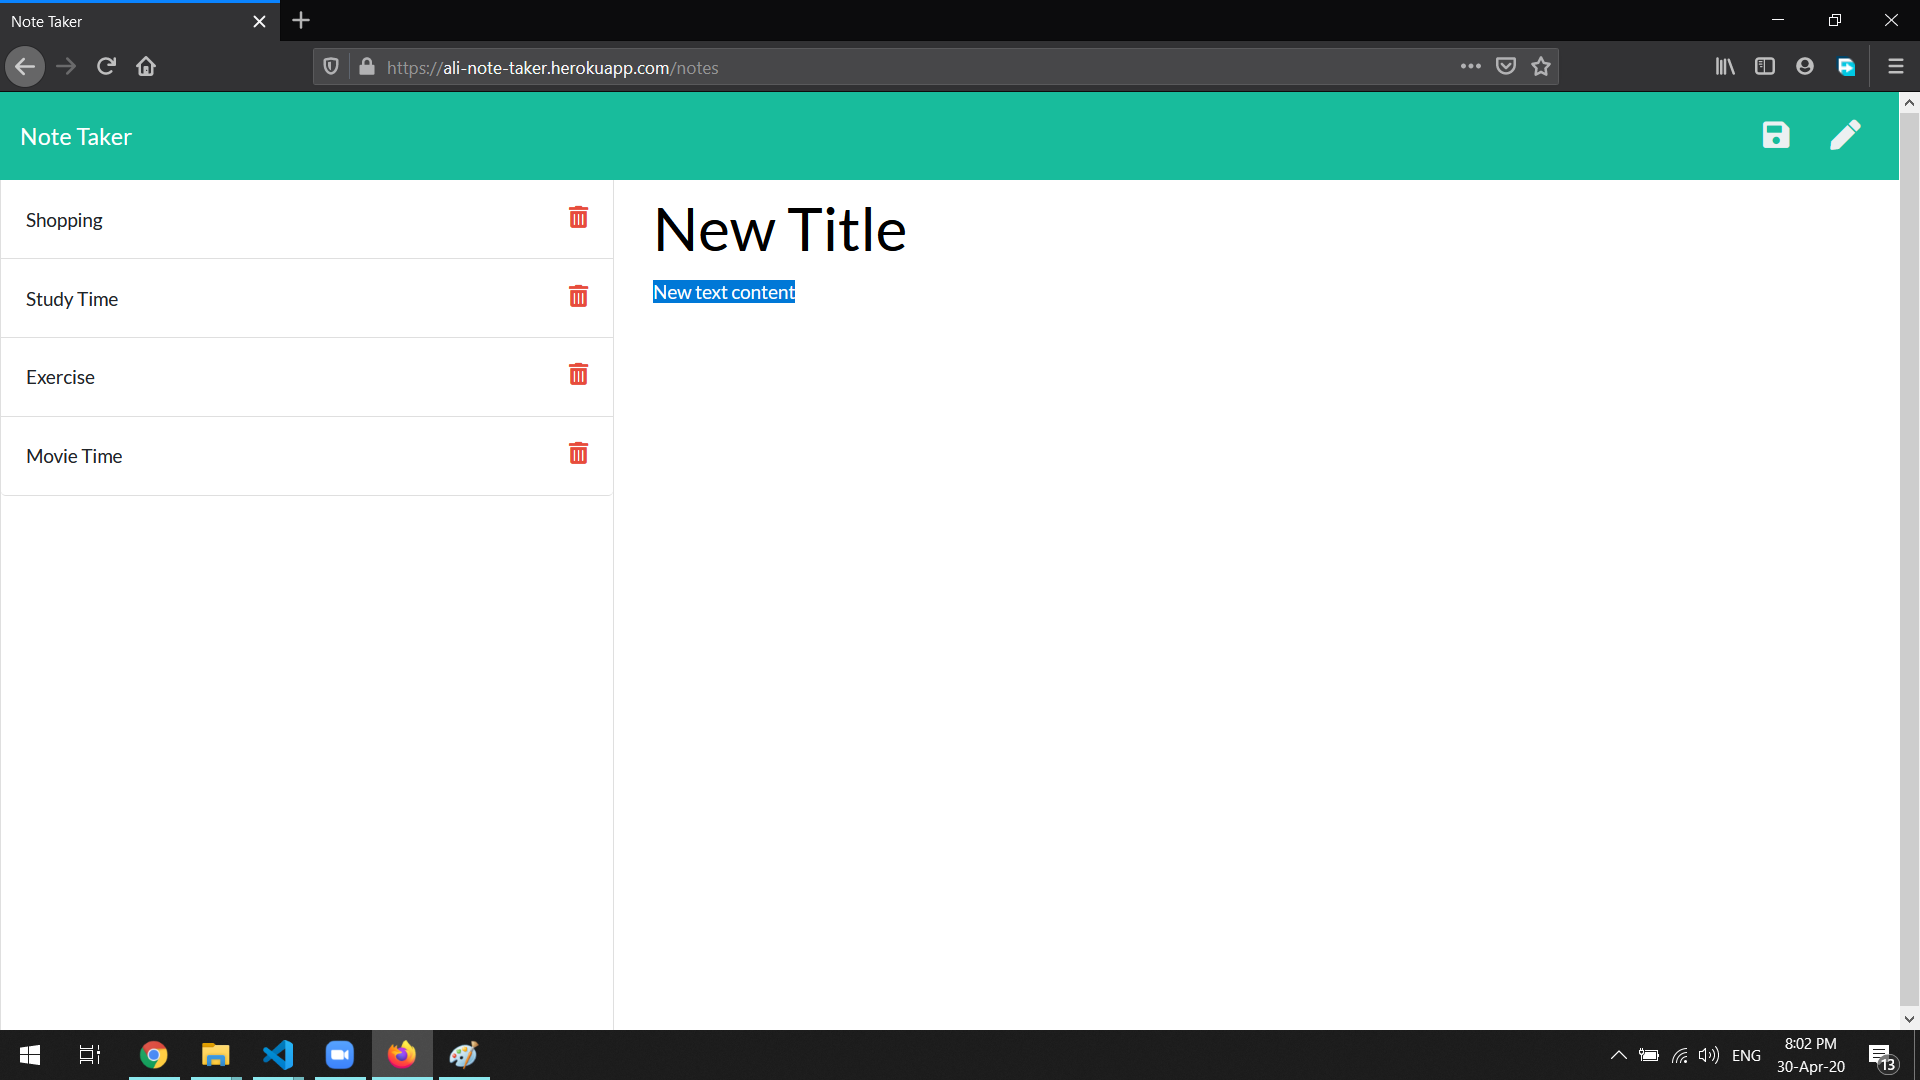 Note Taker
https://ali-note-taker.herokuapp.com/notes
Note Taker
Shopping
Study Time
Exercise
Movie Time
New Title
New text content
ENG
8:02 PM
30-Apr-20
13